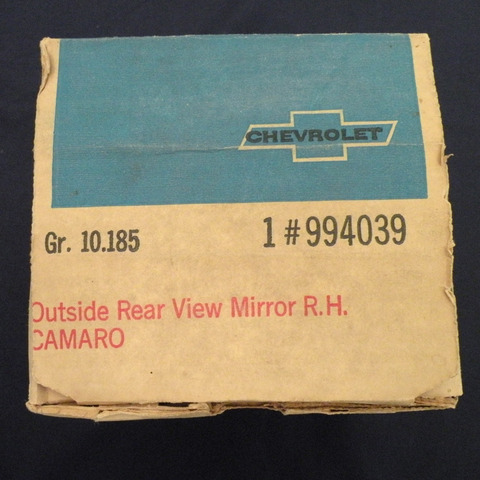 CHEVROLET
Gr. 10.185 1 #994039
Outside Rear View Mirror R.H.
CAMARO